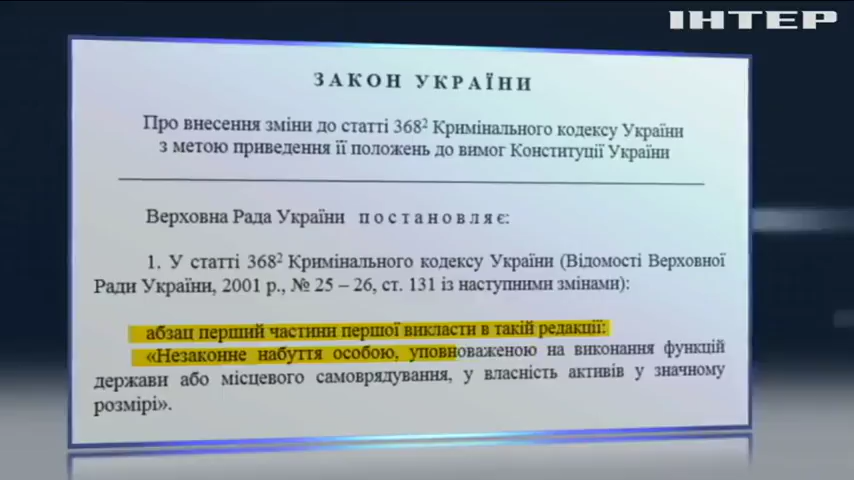 ІНТЕР
ЗАКОН УКРАЇНИ
Про внесення зміни до статті 368² Кримінального кодексу України
з метою приведення її положень до вимог Конституції України
Верховна Рада України постановляє:
1. У статті 368² Кримінального кодексу України (Відомості Верховної
Ради України, 2001 р., № 25 – 26, ст. 131 із наступними змінами):
абзац перший частини першої викласти в такій редакції:
«Незаконне набуття особою, уповноваженою на виконання функцій
держави або місцевого самоврядування, у власність активів у значному
розмірі».